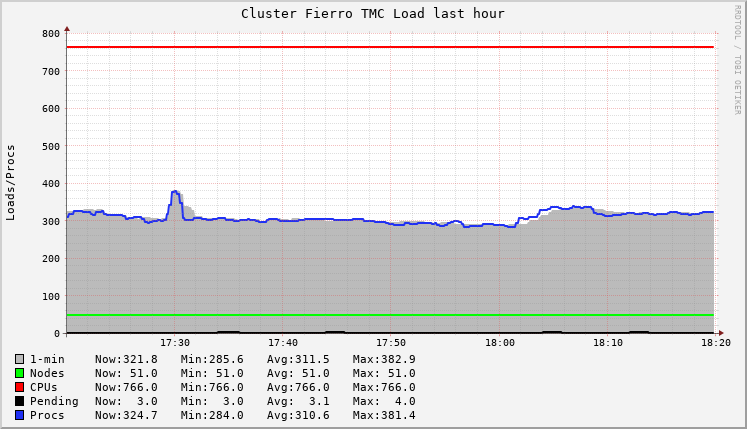 Cluster Fierro TMC Load last hour
RRDTOOL / TOBI OETIKER
Loads/Procs
800
700
600
500
400
300
200
100
0
17:30 17:40 17:50 18:00 18:10 18:20
1-min Now:321.8 Min:285.6 Avg:311.5 Max:382.9
Nodes Now: 51.0 Min: 51.0 Avg: 51.0 Max: 51.0
CPUs Now:766.0 Min:766.0 Avg:766.0 Max:766.0
Pending Now: 3.0 Min: 3.0 Avg: 3.1 Max: 4.0
Procs Now:324.7 Min:284.0 Avg:310.6 Max:381.4